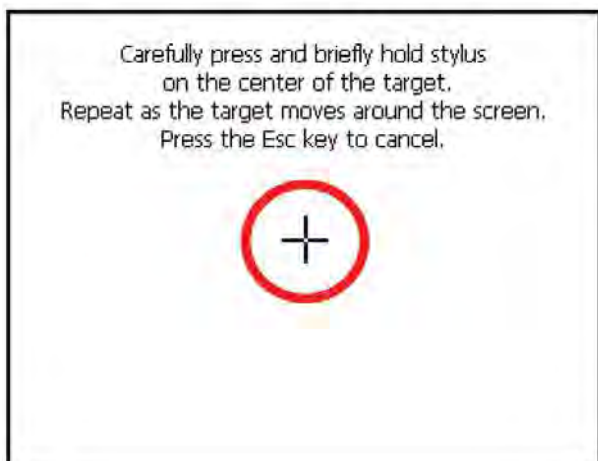 Carefully press and briefly hold stylus
on the center of the target.
Repeat as the target moves around the screen.
Press the Esc key to cancel.